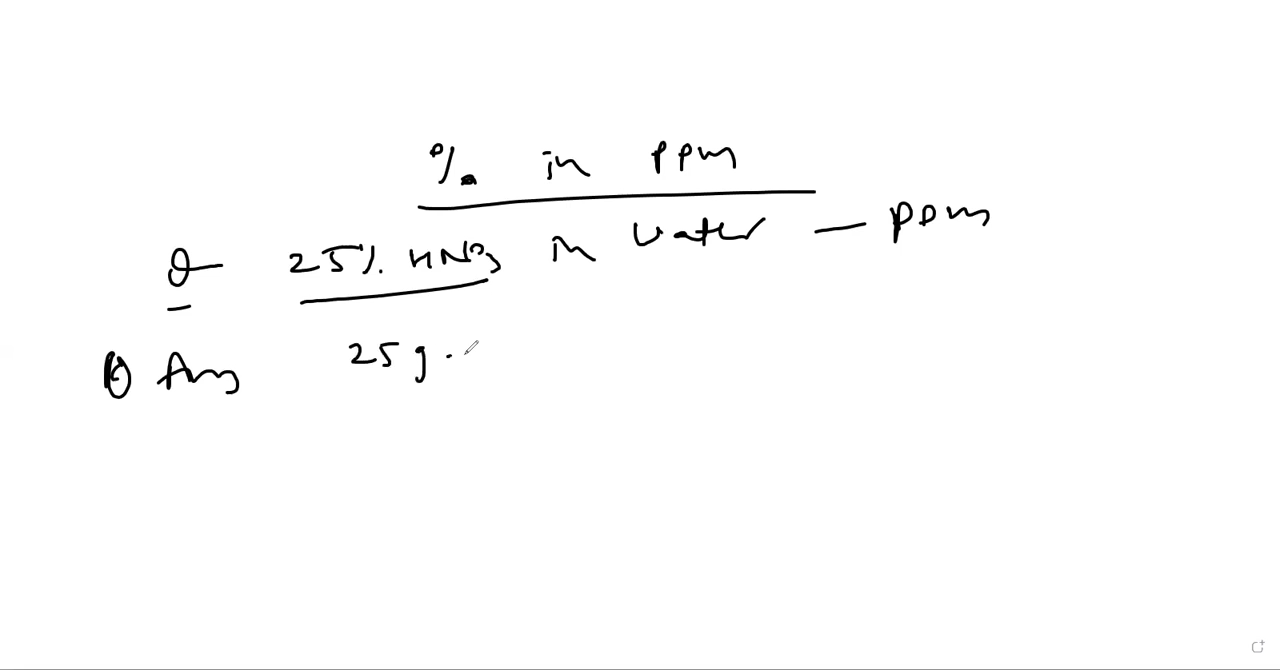 % in ppm
Q- 25% HNO3 in water — ppm
Ans 25 g.